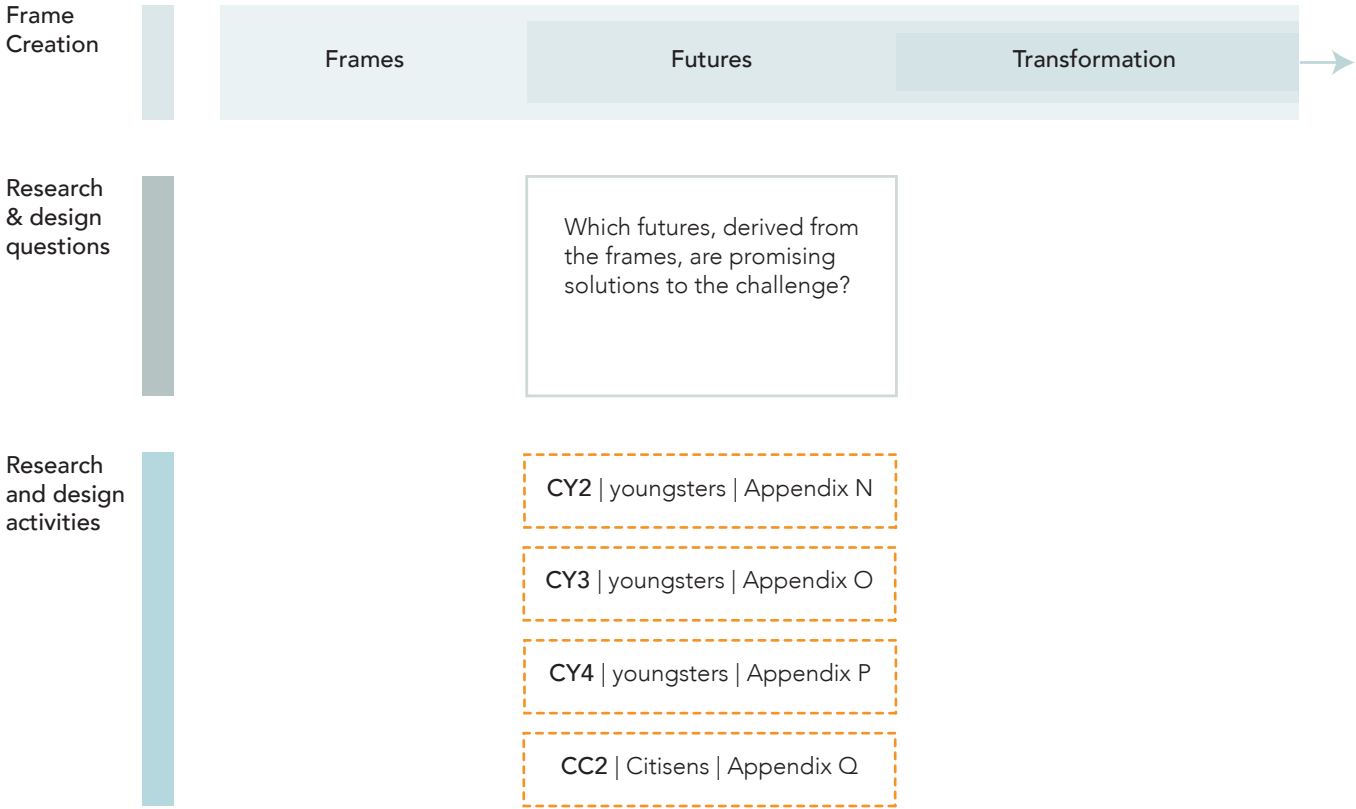 Frame
Creation
Frames
Futures
Transformation
Research
& design
questions
Which futures, derived from
the frames, are promising
solutions to the challenge?
Research
and design
activities
CY2 | youngsters | Appendix N
CY3 | youngsters | Appendix O
CY4 | youngsters | Appendix P
CC2 | Citisens | Appendix Q